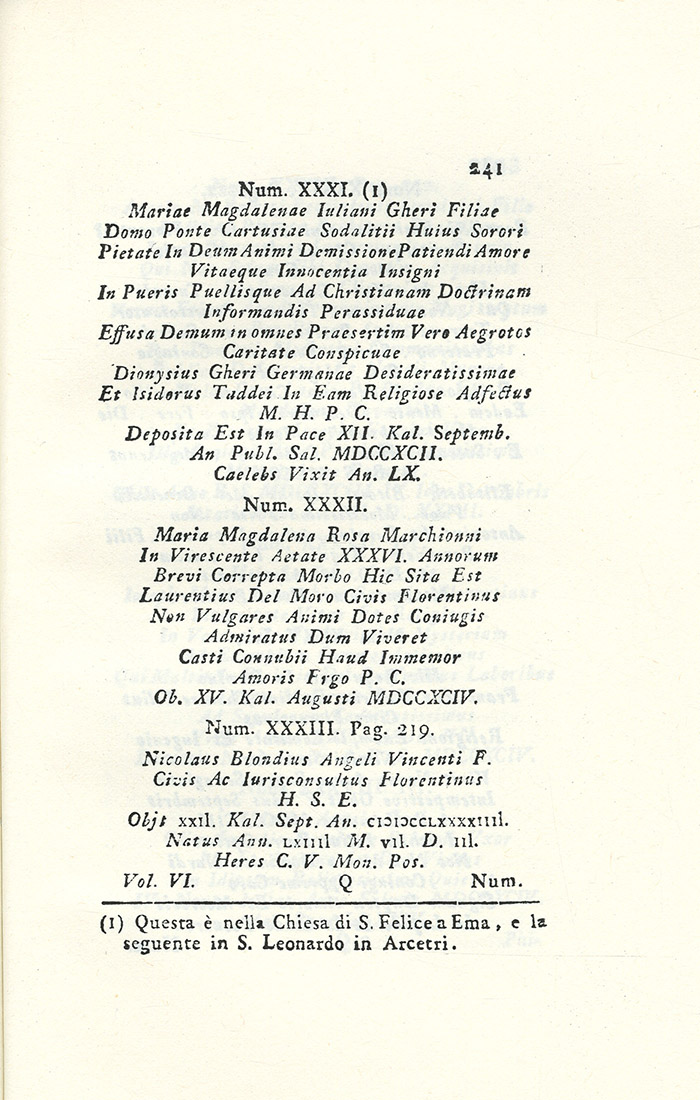 241
Num. XXXI. (1)
Mariae Magdalenae Iuliani Gheri Filiae
Domo Ponte Cartusiae Sodalitii Huius Sorori
Pietate In Deum Animi Demissione Patiendi Amore
Vitaeque Innocentia Insigni
In Pueris Puellisque Ad Christianam Doctrinam
Informandis Perassiduae
Effusa Demum in omnes Praesertim Vero Aegrotos
Caritate Conspicuae
Dionysius Gheri Germanae Desideratissimae
Et Isidorus Taddei In Eam Religiose Adfectus
M. H. P. C.
Deposita Est In Pace XII. Kal. Septemb.
An Publ. Sal. MDCCXCII.
Caelebs Vixit An. LX.
Num. XXXII.
Maria Magdalena Rosa Marchionni
In Virescente Aetate XXXVI. Annorum
Brevi Correpta Morbo Hic Sita Est
Laurentius Del Moro Civis Florentinus
Non Vulgares Animi Dotes Coniugis
Admiratus Dum Viveret
Casti Connubii Haud Immemor
Amoris Frgo P. C.
Ob. XV. Kal. Augusti MDCCXCIV.
Num. XXXIII. Pag. 219.
Nicolaus Blondius Angeli Vincenti F.
Civis Ac Iurisconsultus Florentinus
H. S. E.
Objt XXII. Kal. Sept. An. CIƆIƆCCLXXXXIIII.
Natus Ann. LXIIII M. VII. D. III.
Heres C. V. Mon. Pos.
Vol. VI. Q Num.
(1) Questa è nella Chiesa di S. Felice a Ema, e la
seguente in S. Leonardo in Arcetri.